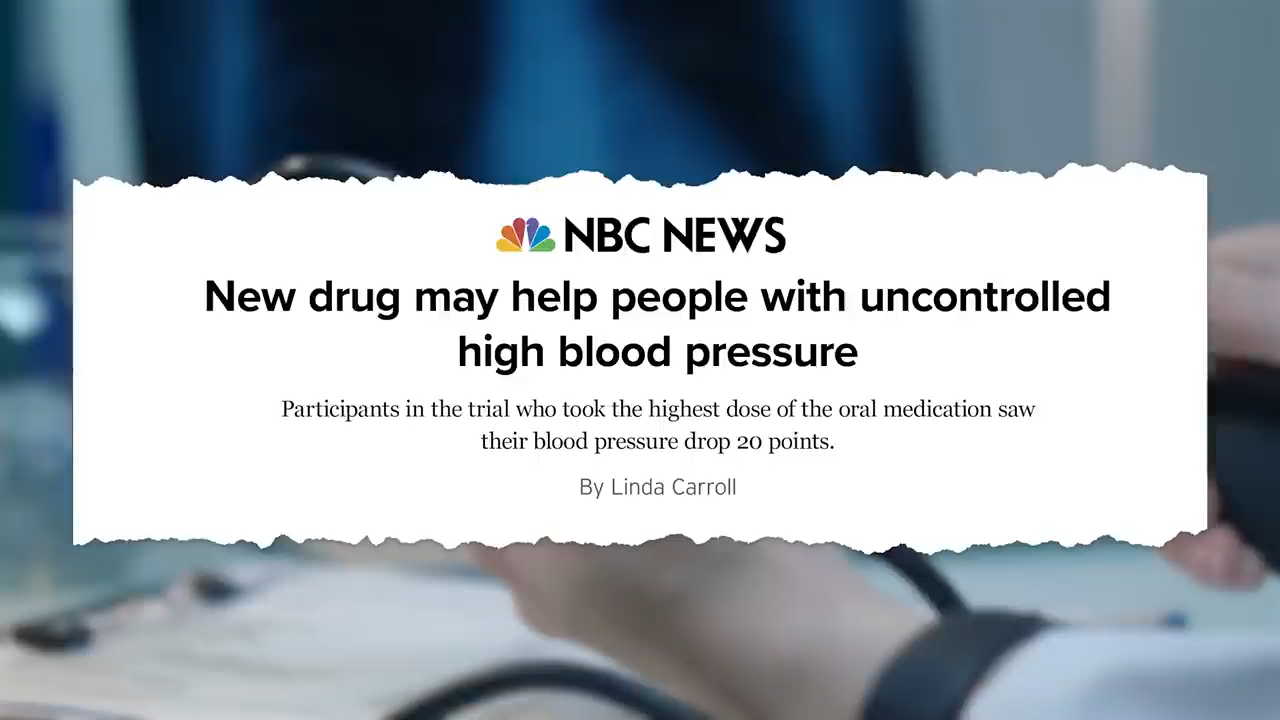 NBC NEWS
New drug may help people with uncontrolled
high blood pressure
Participants in the trial who took the highest dose of the oral medication saw
their blood pressure drop 20 points.
By Linda Carroll